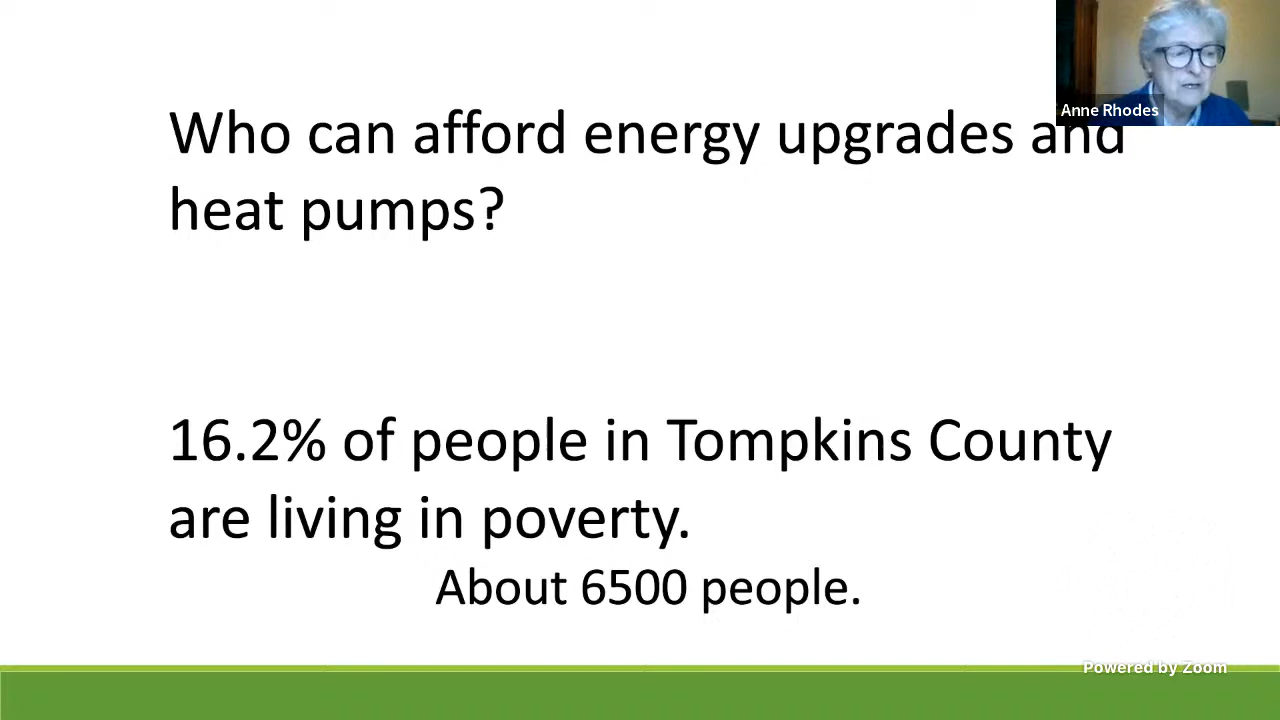 Anne Rhodes
Who can afford energy upgrades and
heat pumps?
16.2% of people in Tompkins County
are living in poverty.
About 6500 people.
Powered by Zoom